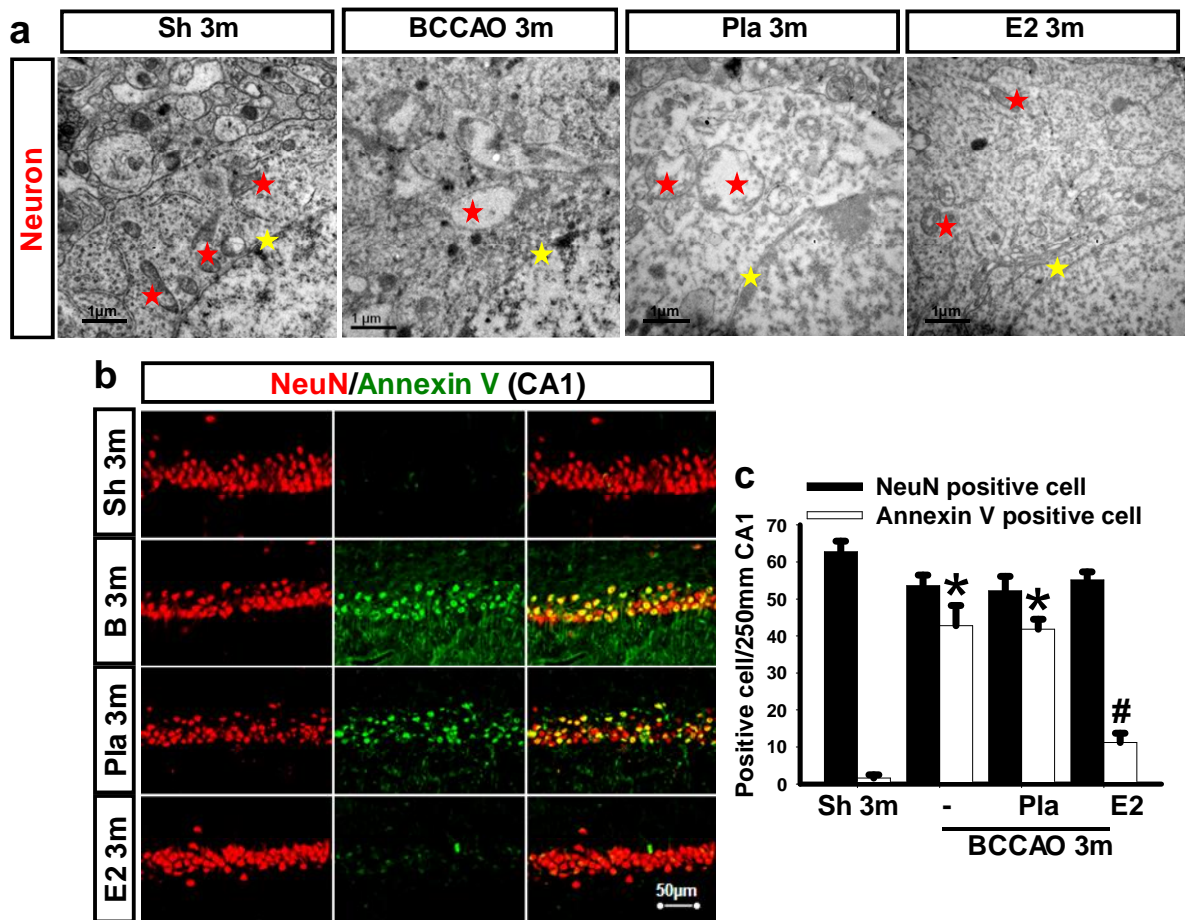 a
Sh 3m
BCCAO 3m
Pla 3m
E2 3m
Neuron
1µm
1 µm
1µm
1µm
b
NeuN/Annexin V (CA1)
Sh 3m
B 3m
Pla 3m
E2 3m
50µm
c
NeuN positive cell
Annexin V positive cell
Positive cell/250mm CA1
70
60
50
40
30
20
10
0
*
*
#
Sh 3m
-
Pla
E2
BCCAO 3m